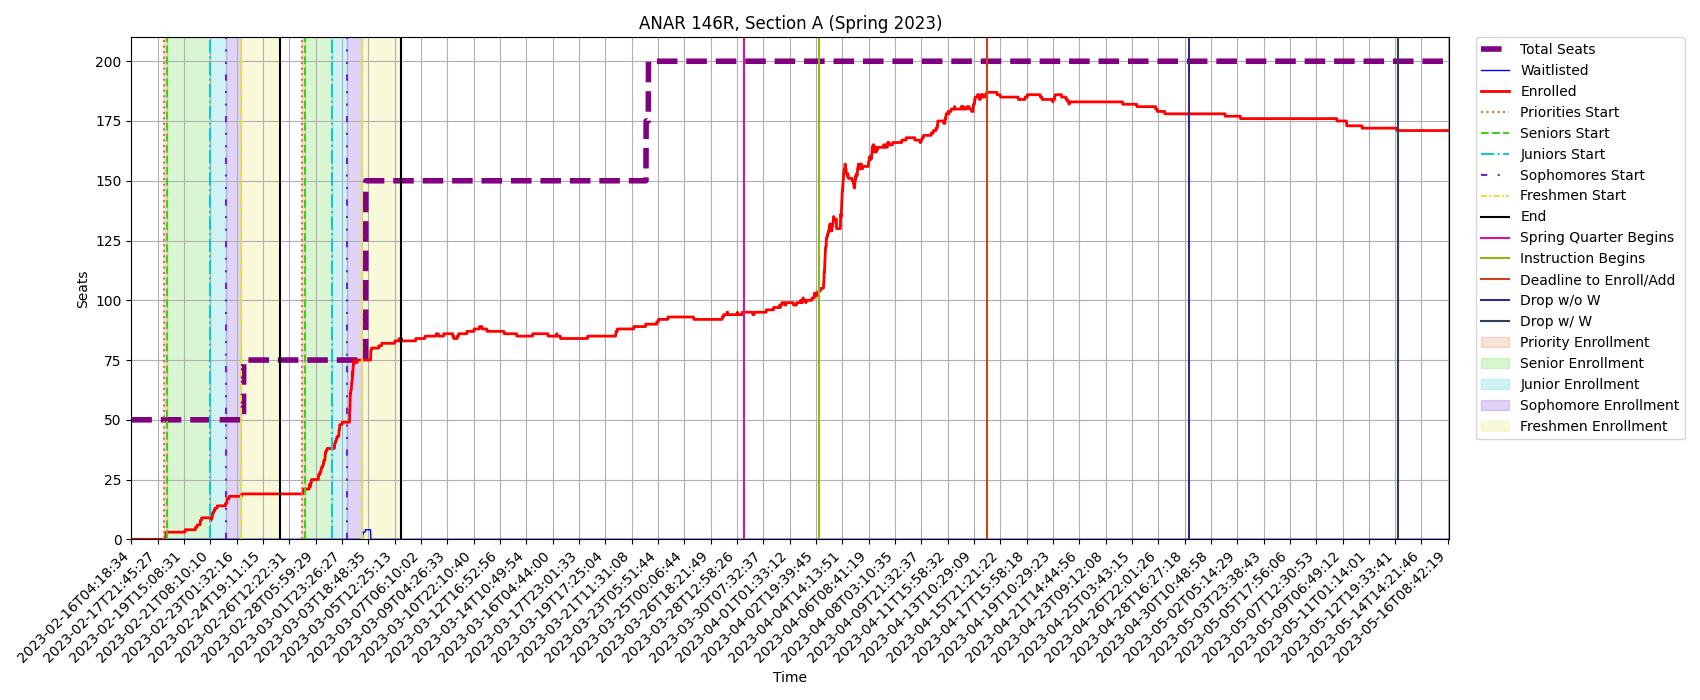 ANAR 146R, Section A (Spring 2023)
Seats
200
175
150
125
100
75
50
25
0
2023-02-16T04:18:34
2023-02-17T21:45:27
2023-02-19T15:08:31
2023-02-21T08:10:10
2023-02-23T01:32:16
2023-02-24T19:11:15
2023-02-26T12:22:31
2023-02-28T05:59:29
2023-03-01T23:26:27
2023-03-03T18:48:35
2023-03-05T12:25:13
2023-03-07T06:10:02
2023-03-09T04:26:33
2023-03-10T22:10:40
2023-03-12T16:52:56
2023-03-14T10:49:54
2023-03-16T04:44:00
2023-03-17T23:01:33
2023-03-19T17:25:04
2023-03-21T11:31:08
2023-03-23T05:51:44
2023-03-25T00:06:44
2023-03-26T18:21:49
2023-03-28T12:58:26
2023-03-30T07:32:37
2023-04-01T01:33:12
2023-04-02T19:39:45
2023-04-04T14:13:51
2023-04-06T08:41:19
2023-04-08T03:10:35
2023-04-09T21:32:37
2023-04-11T15:58:32
2023-04-13T10:29:09
2023-04-15T21:21:22
2023-04-17T15:58:18
2023-04-19T10:29:23
2023-04-21T14:44:56
2023-04-23T09:12:08
2023-04-25T03:43:15
2023-04-26T22:01:26
2023-04-28T16:27:18
2023-04-30T10:48:58
2023-05-02T05:14:29
2023-05-03T23:38:43
2023-05-05T17:56:06
2023-05-07T12:30:53
2023-05-09T06:49:12
2023-05-11T01:14:01
2023-05-12T19:33:41
2023-05-14T14:21:46
2023-05-16T08:42:19
Time
Total Seats
Waitlisted
Enrolled
Priorities Start
Seniors Start
Juniors Start
Sophomores Start
Freshmen Start
End
Spring Quarter Begins
Instruction Begins
Deadline to Enroll/Add
Drop w/o W
Drop w/ W
Priority Enrollment
Senior Enrollment
Junior Enrollment
Sophomore Enrollment
Freshmen Enrollment